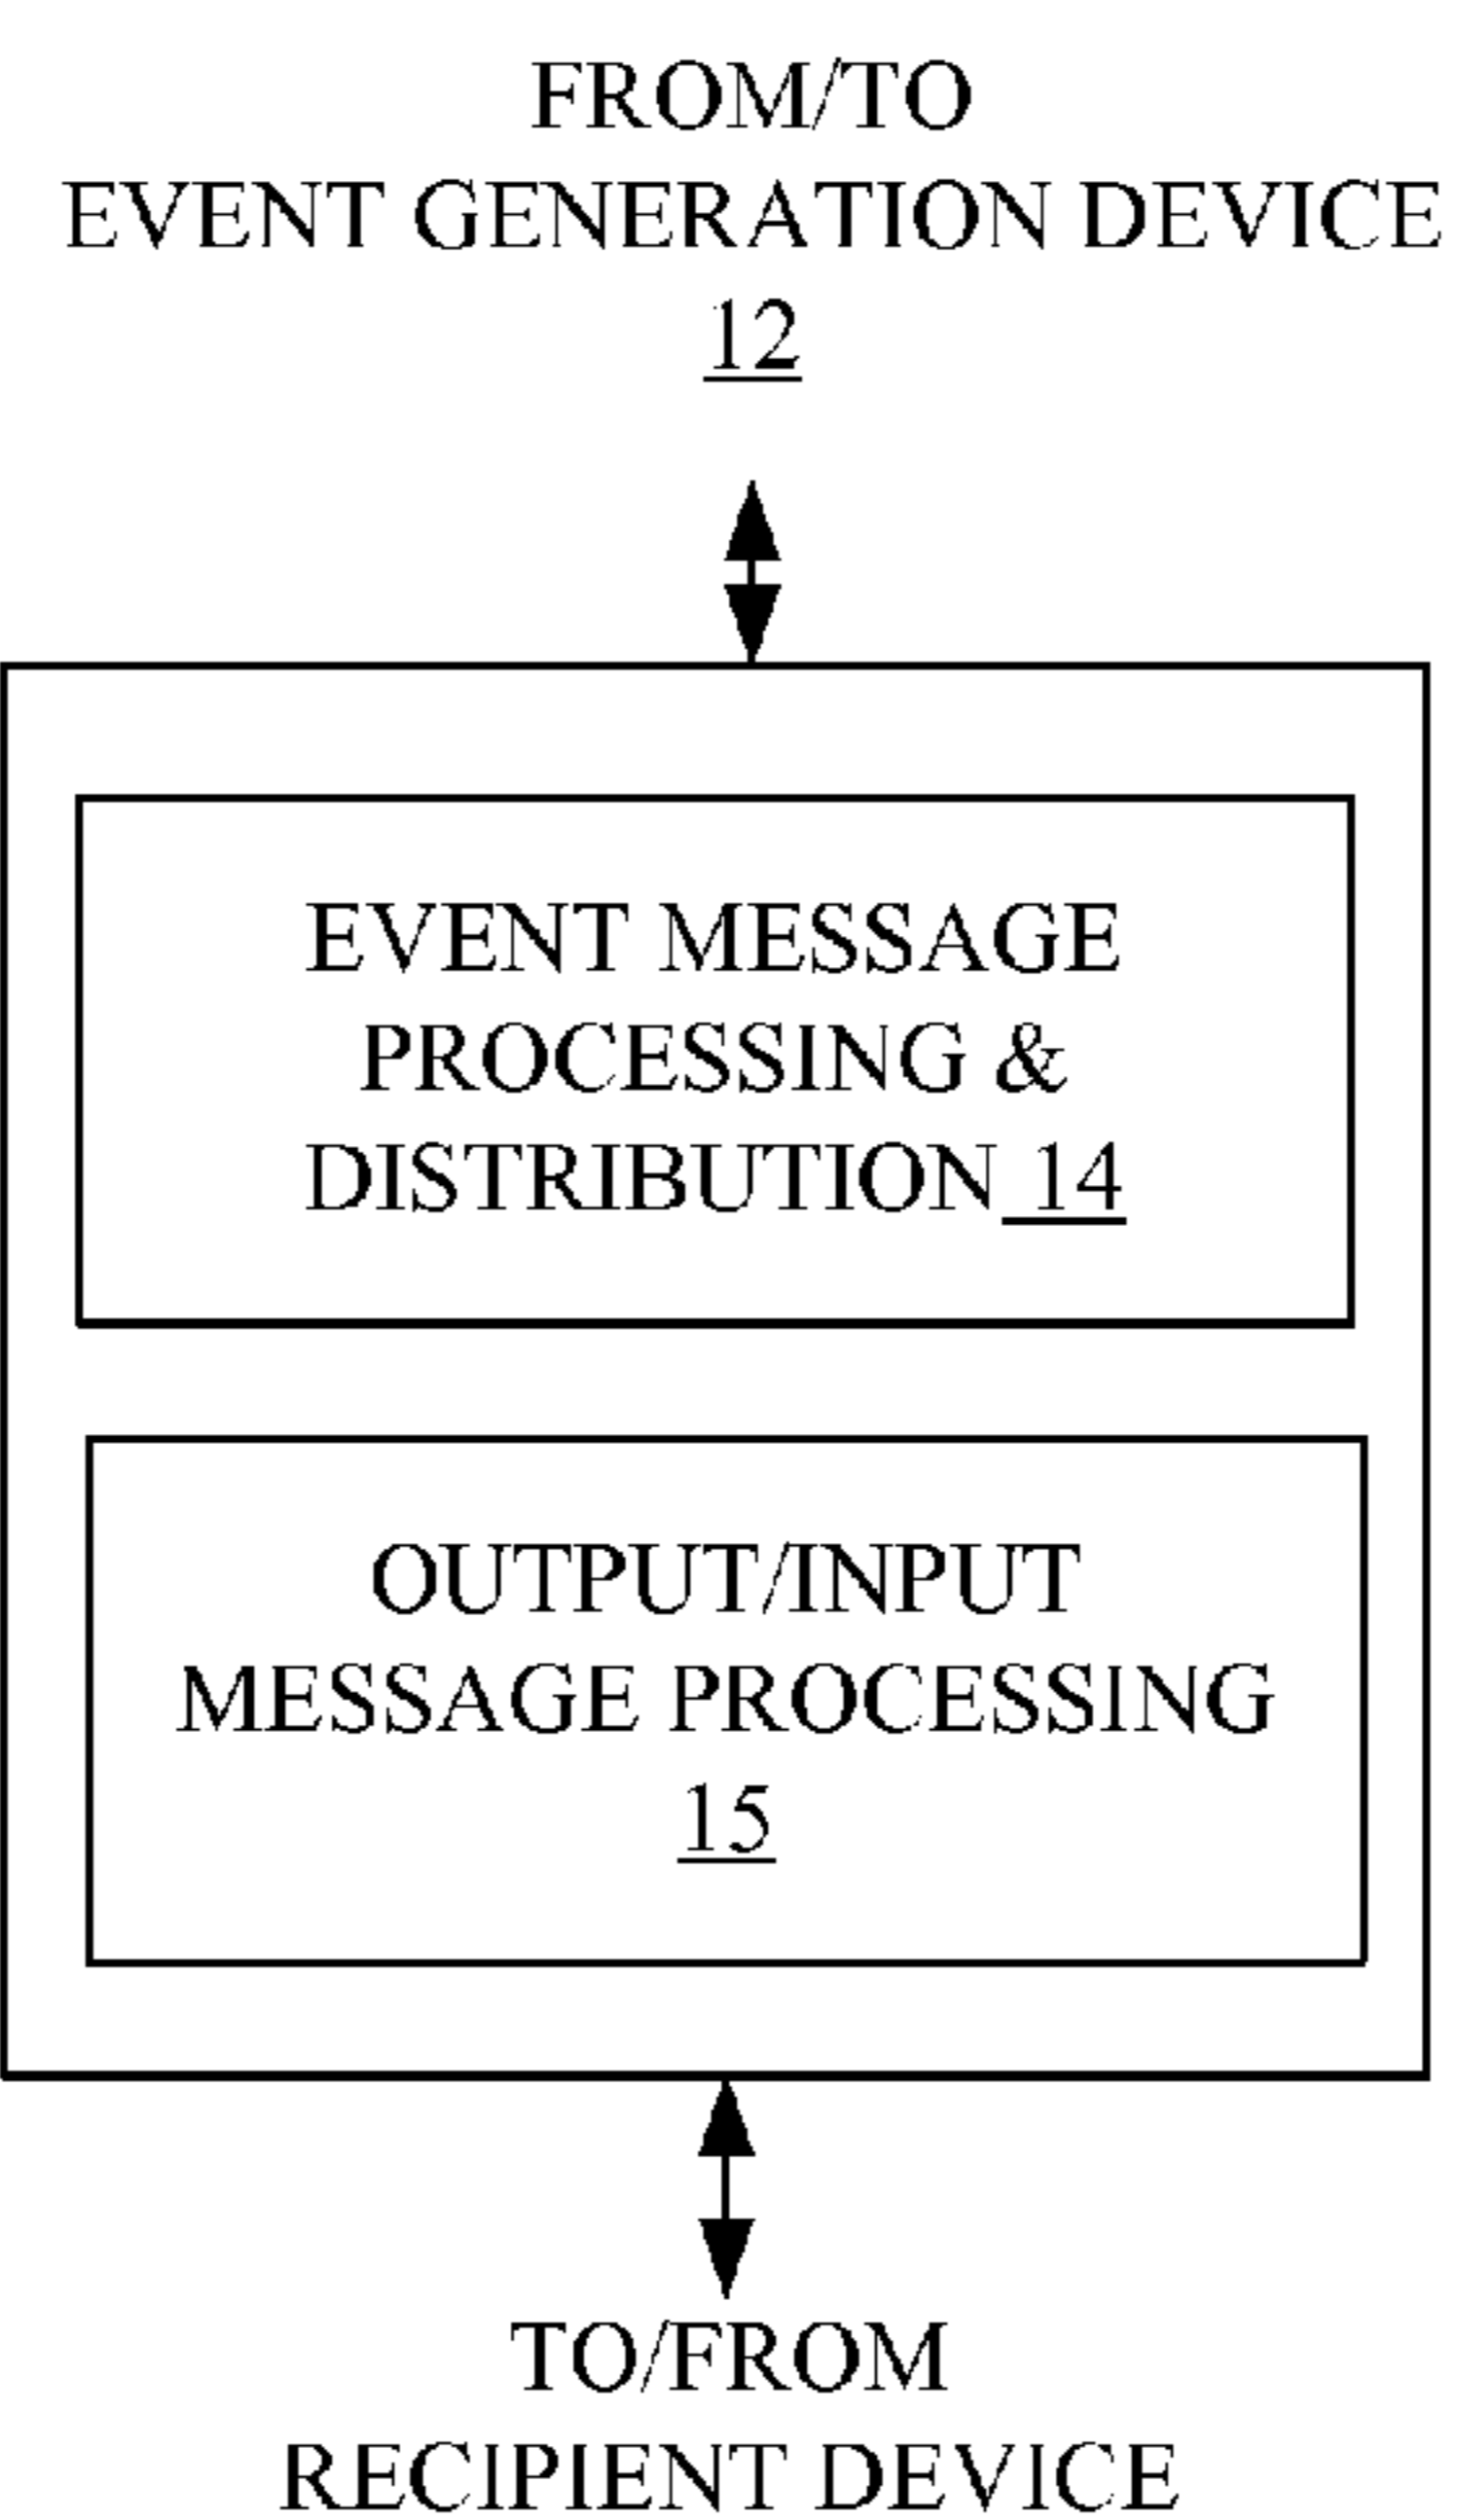 FROM/TO
EVENT GENERATION DEVICE
12
EVENT MESSAGE
PROCESSING &
DISTRIBUTION 14
OUTPUT/INPUT
MESSAGE PROCESSING
15
TO/FROM
RECIPIENT DEVICE